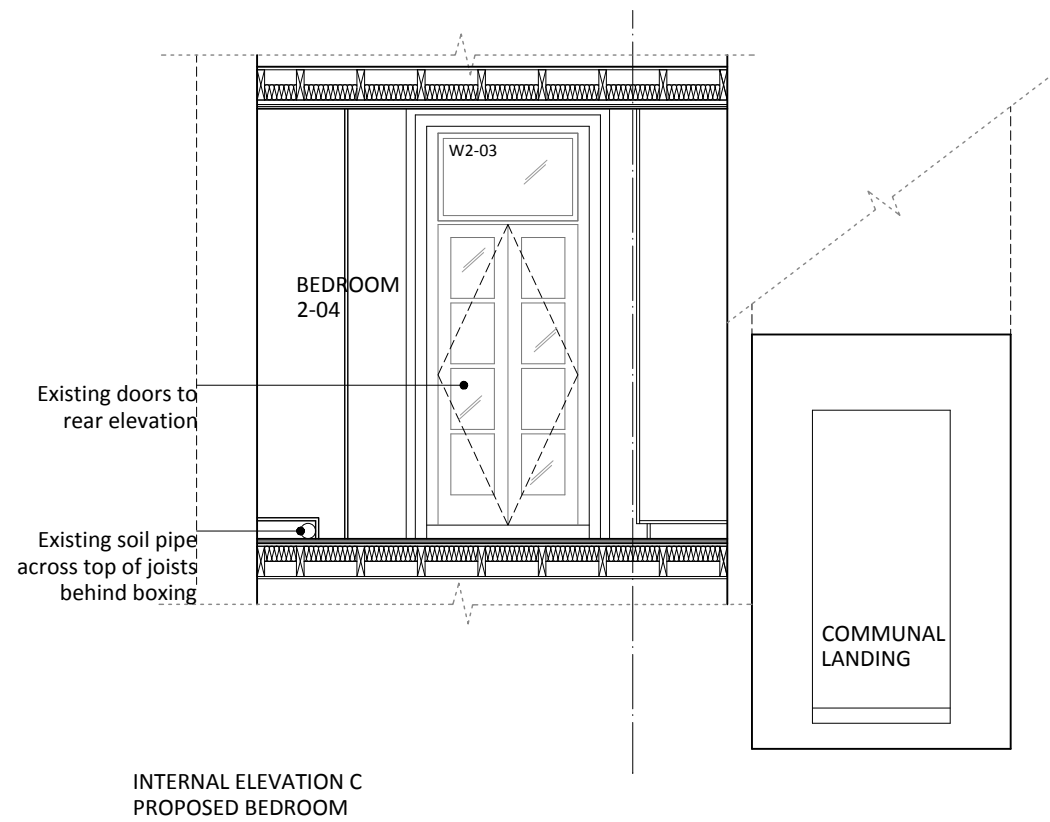 W2-03
BEDROOM
2-04
Existing doors to
rear elevation
Existing soil pipe
across top of joists
behind boxing
COMMUNAL
LANDING
INTERNAL ELEVATION C
PROPOSED BEDROOM